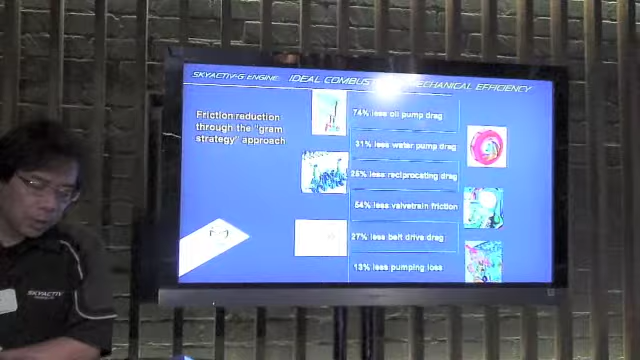 SKYACTIV-G ENGINE: IDEAL COMBUSTION MECHANICAL EFFICIENCY
Friction reduction
through the "gram
strategy" approach
74% less oil pump drag
31% less water pump drag
25% less reciprocating drag
54% less valvetrain friction
27% less belt drive drag
13% less pumping loss
SKYACTIV